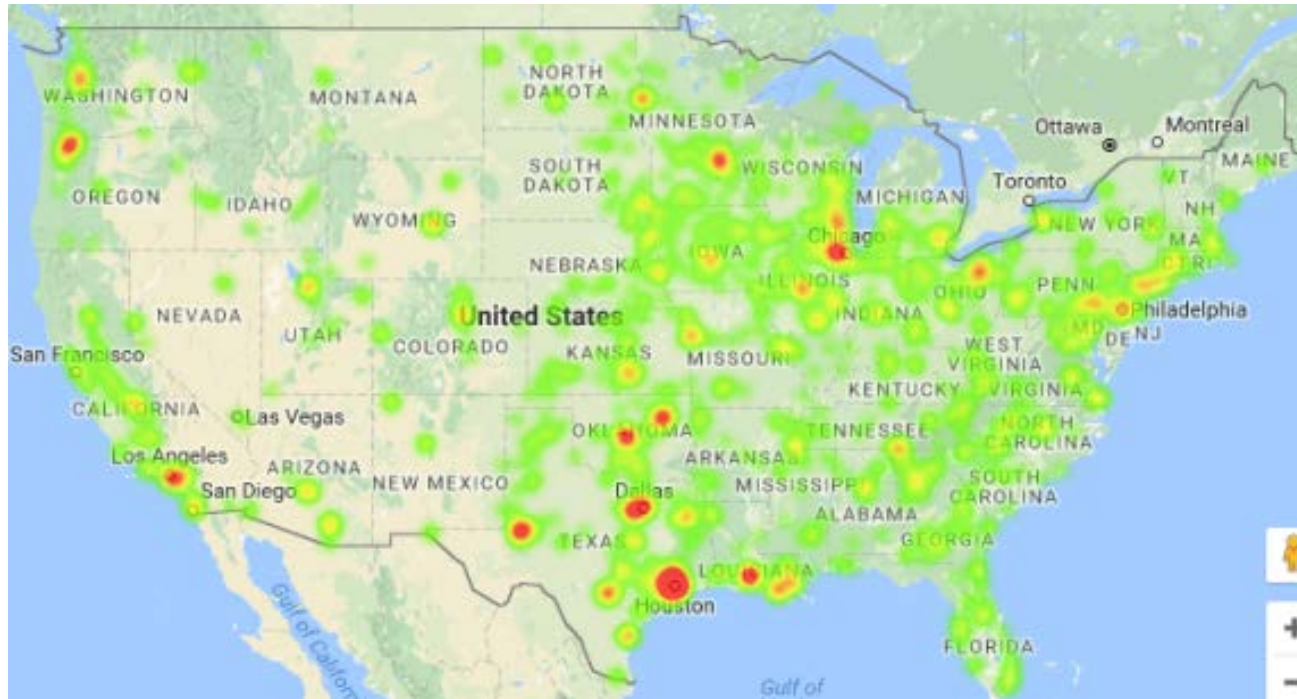 NORTH
DAKOTA
WASHINGTON
MONTANA
MINNESOTA
Ottawa
Montreal
MAINE
SOUTH
DAKOTA
WISCONSIN
VT
OREGON
IDAHO
MICHIGAN
Toronto
NH
WYOMING
NEW YORK
Chicago
MA
IOWA
NEBRASKA
CT
RI
ILLINOIS
OHIO
PENN
NEVADA
United States
INDIANA
Philadelphia
UTAH
MD
DE
NJ
COLORADO
WEST
VIRGINIA
San Francisco
KANSAS
MISSOURI
KENTUCKY
VIRGINIA
CALIFORNIA
Las Vegas
OKLAHOMA
TENNESSEE
NORTH
CAROLINA
Los Angeles
ARIZONA
ARKANSAS
NEW MEXICO
Dallas
MISSISSIPPI
SOUTH
CAROLINA
San Diego
ALABAMA
TEXAS
GEORGIA
LOUISIANA
Houston
Gulf of California
FLORIDA
Gulf of
+
−